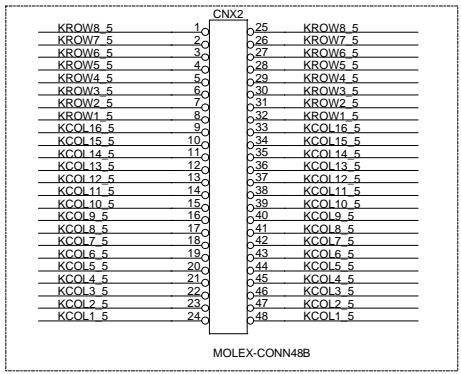 CNX2
KROW8_5 1 25 KROW8_5
KROW7_5 2 26 KROW7_5
KROW6_5 3 27 KROW6_5
KROW5_5 4 28 KROW5_5
KROW4_5 5 29 KROW4_5
KROW3_5 6 30 KROW3_5
KROW2_5 7 31 KROW2_5
KROW1_5 8 32 KROW1_5
KCOL16_5 9 33 KCOL16_5
KCOL15_5 10 34 KCOL15_5
KCOL14_5 11 35 KCOL14_5
KCOL13_5 12 36 KCOL13_5
KCOL12_5 13 37 KCOL12_5
KCOL11_5 14 38 KCOL11_5
KCOL10_5 15 39 KCOL10_5
KCOL9_5 16 40 KCOL9_5
KCOL8_5 17 41 KCOL8_5
KCOL7_5 18 42 KCOL7_5
KCOL6_5 19 43 KCOL6_5
KCOL5_5 20 44 KCOL5_5
KCOL4_5 21 45 KCOL4_5
KCOL3_5 22 46 KCOL3_5
KCOL2_5 23 47 KCOL2_5
KCOL1_5 24 48 KCOL1_5
MOLEX-CONN48B